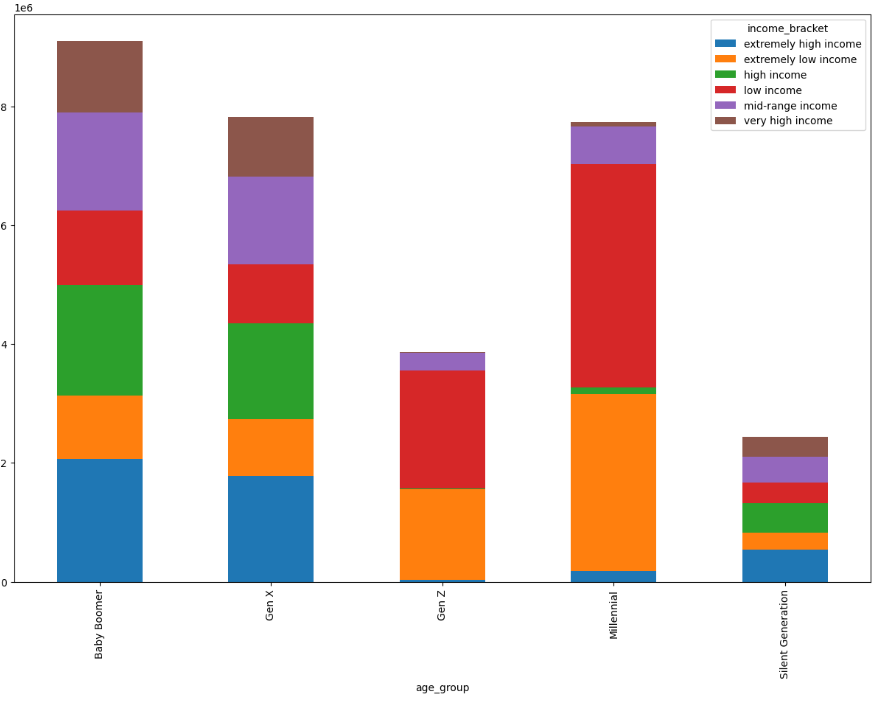 1e6
income_bracket
extremely high income
extremely low income
high income
low income
mid-range income
very high income
8
6
4
2
0
Baby Boomer
Gen X
Gen Z
Millennial
Silent Generation
age_group